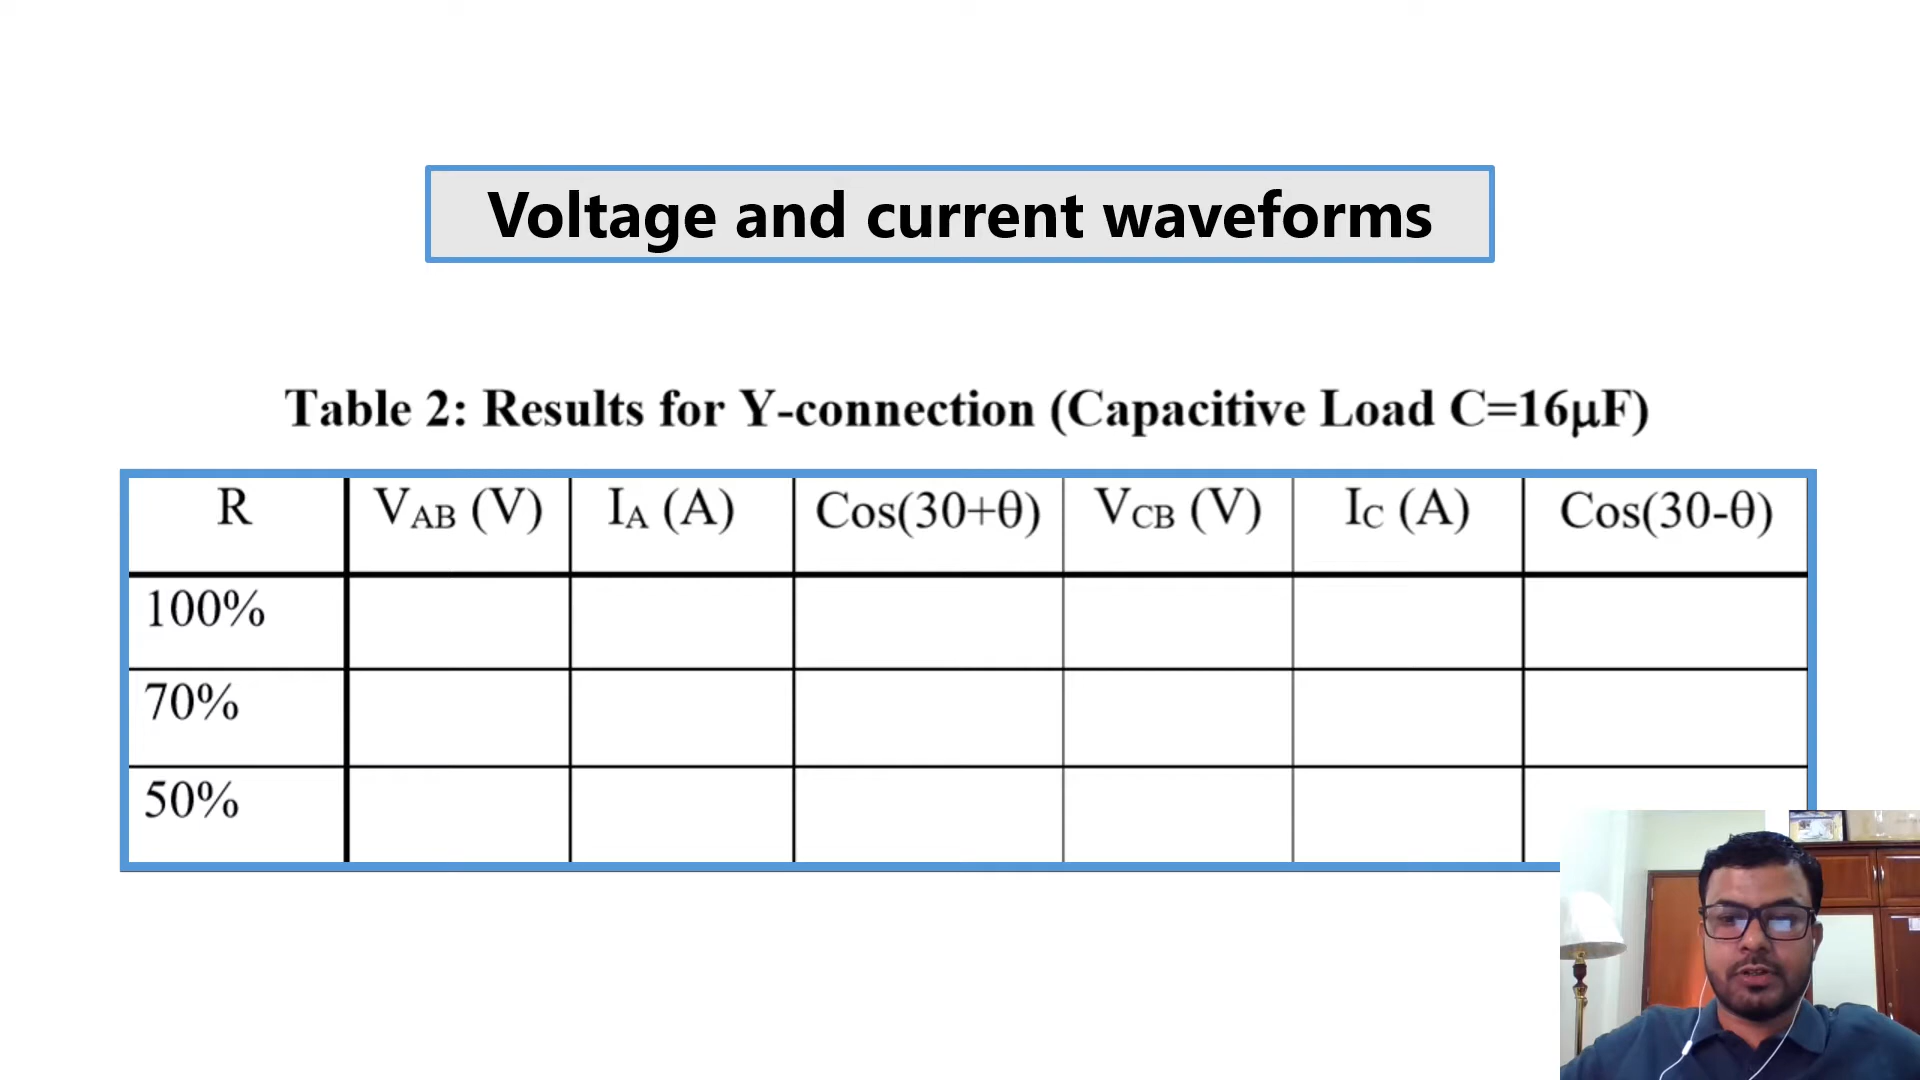 Voltage and current waveforms
Table 2: Results for Y-connection (Capacitive Load C=16μF)
R VAB (V) IA (A) Cos(30+θ) VCB (V) IC (A) Cos(30-θ)
100%
70%
50%